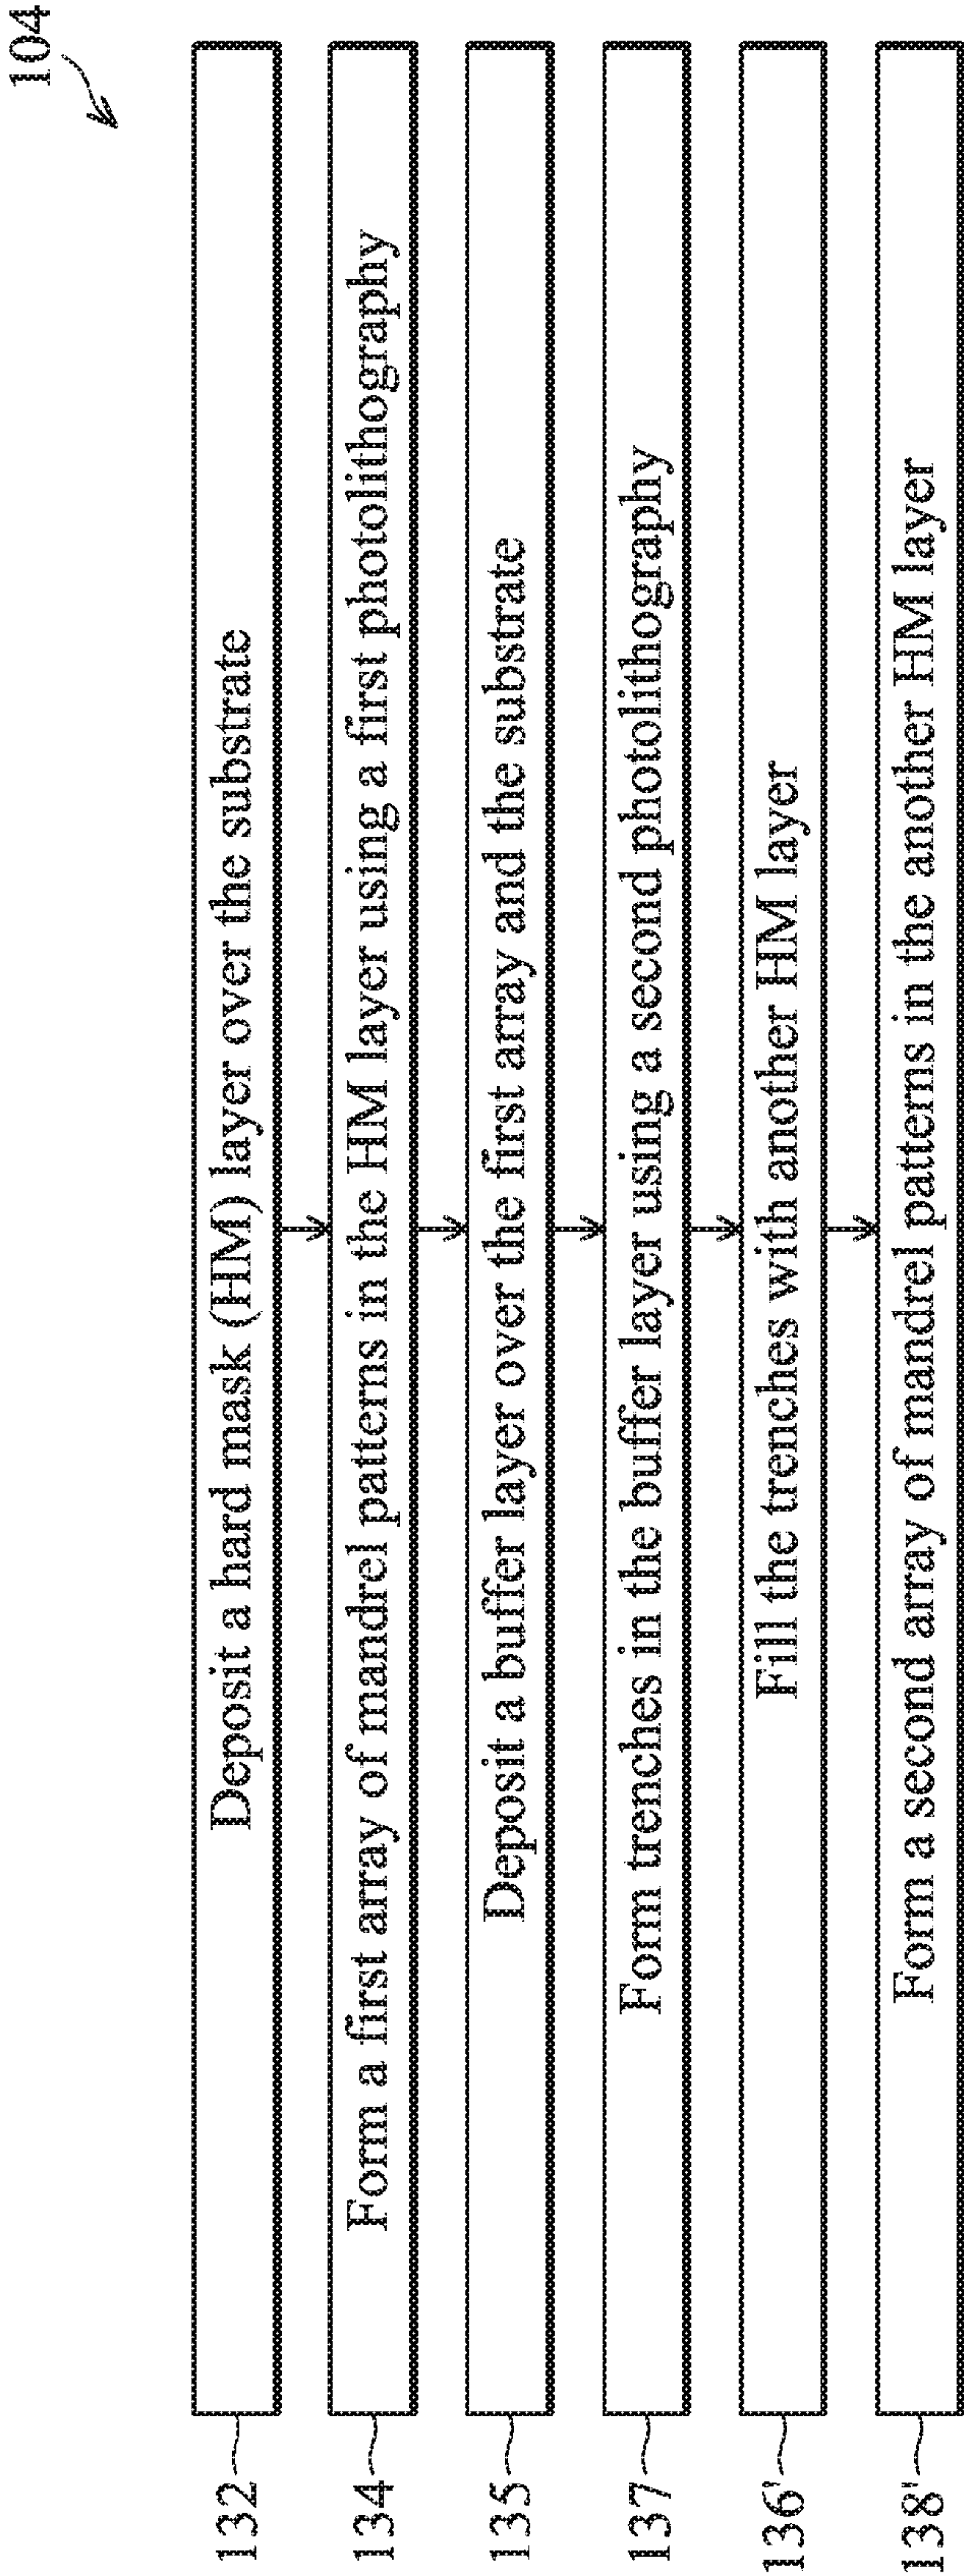 104
132 Deposit a hard mask (HM) layer over the substrate
134 Form a first array of mandrel patterns in the HM layer using a first photolithography
135 Deposit a buffer layer over the first array and the substrate
137 Form trenches in the buffer layer using a second photolithography
136' Fill the trenches with another HM layer
138' Form a second array of mandrel patterns in the another HM layer